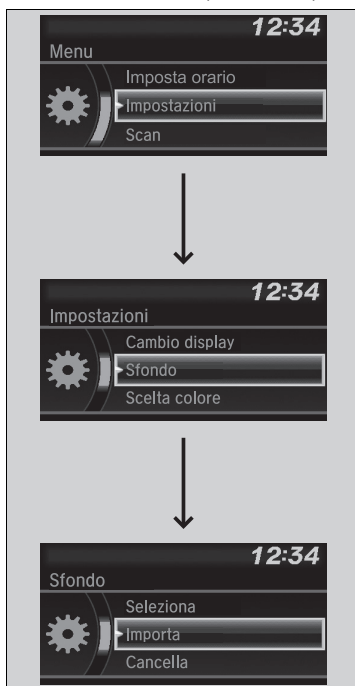 12:34
Menu
Imposta orario
Impostazioni
Scan
12:34
Impostazioni
Cambio display
Sfondo
Scelta colore
12:34
Sfondo
Seleziona
Importa
Cancella